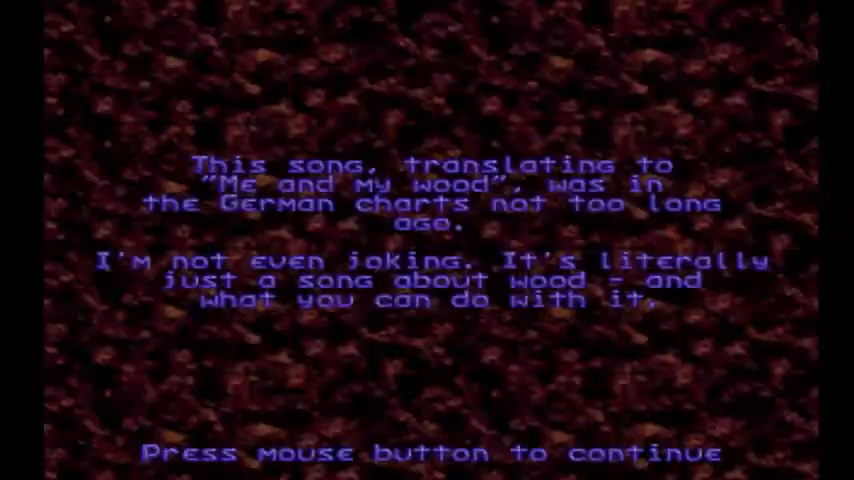 This song, translating to
"Me and my wood", was in
the German charts not too long
ago.
I'm not even joking. It's literally
just a song about wood - and
what you can do with it.
Press mouse button to continue